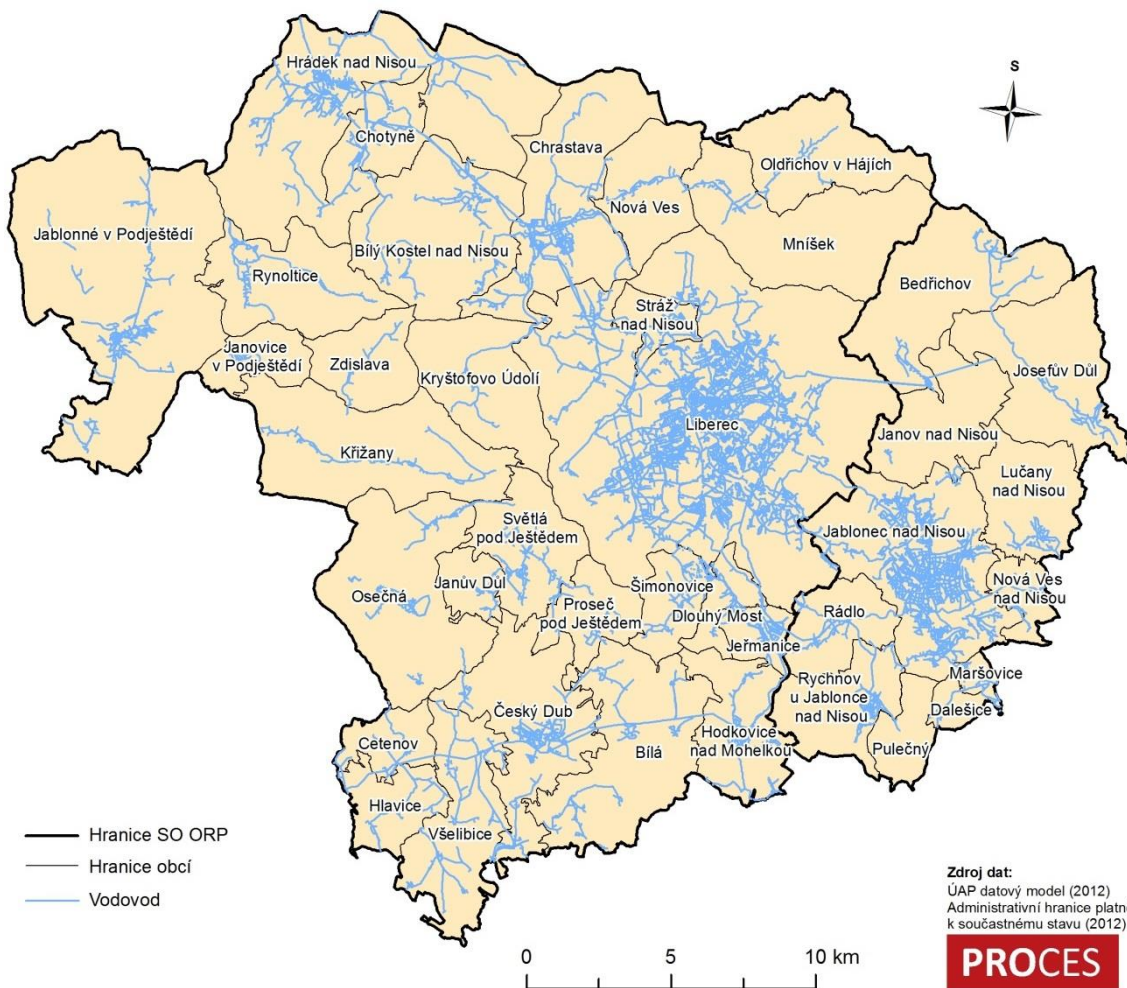 Hrádek nad Nisou
S
Chotyně
Chrastava
Oldřichov v Hájích
Nová Ves
Jablonné v Podještědí
Bílý Kostel nad Nisou
Mníšek
Rynoltice
Bedřichov
Stráž
nad Nisou
Janovice
v Podještědí
Zdislava
Kryštofovo Údolí
Josefův Důl
Liberec
Janov nad Nisou
Křižany
Lučany
nad Nisou
Světlá
pod Ještědem
Jablonec nad Nisou
Osečná
Janův Důl
Šimonovice
Nová Ves
nad Nisou
Proseč
pod Ještědem
Dlouhý Most
Rádlo
Jeřmanice
Maršovice
Rychnov
u Jablonce
nad Nisou
Dalešice
Český Dub
Hodkovice
nad Mohelkou
Cetenov
Bílá
Pulečný
Hlavice
Všelibice
Hranice SO ORP
Hranice obcí
Vodovod
0 5 10 km
Zdroj dat:
ÚAP datový model (2012)
Administrativní hranice platn
k součastnému stavu (2012)
PROCES